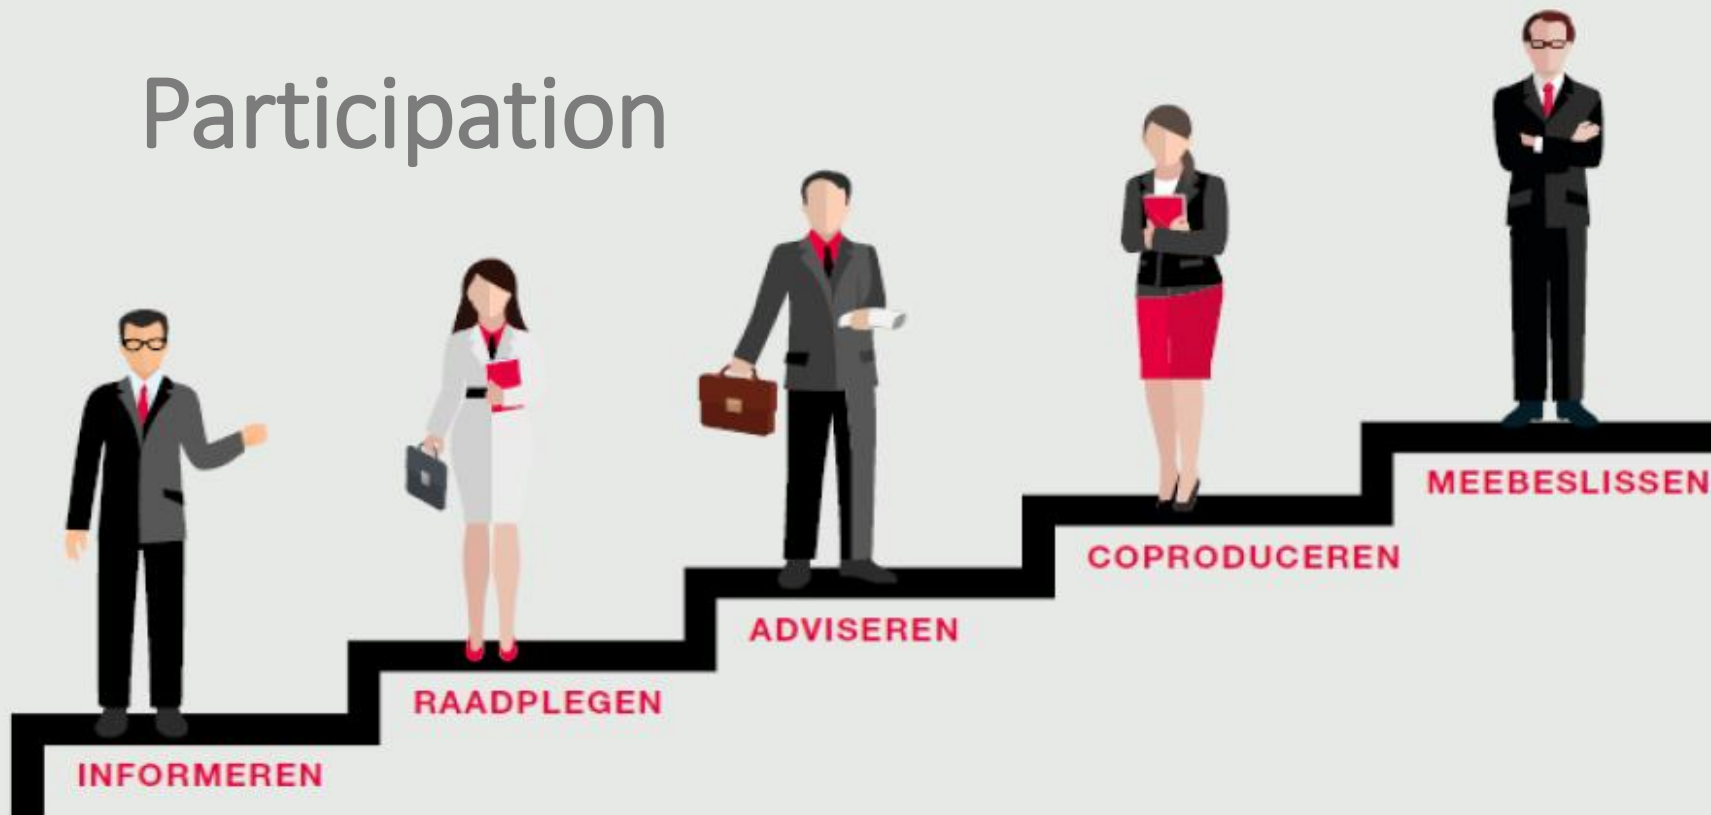 Participation
INFORMEREN
RAADPLEGEN
ADVISEREN
COPRODUCEREN
MEEBESLISSEN